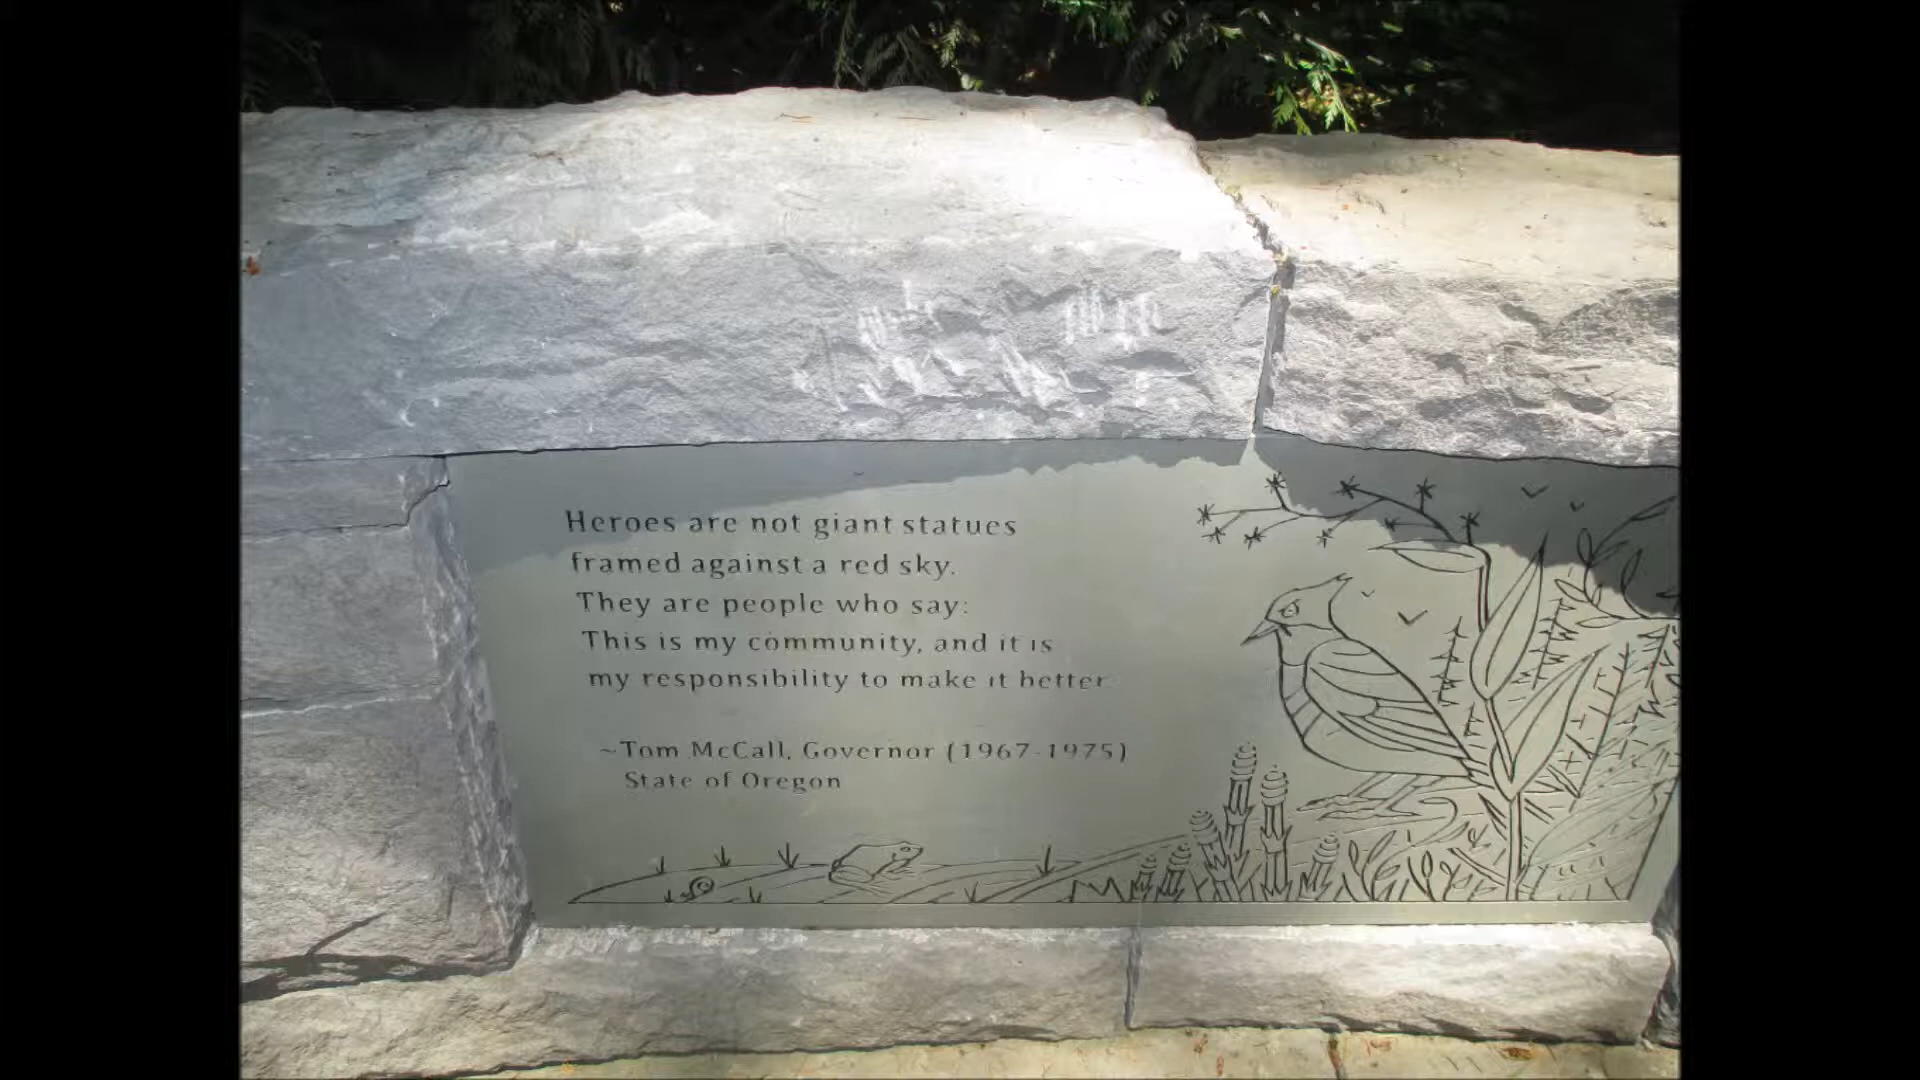 Heroes are not giant statues
framed against a red sky.
They are people who say:
This is my community, and it is
my responsibility to make it better
~Tom McCall, Governor (1967-1975)
State of Oregon